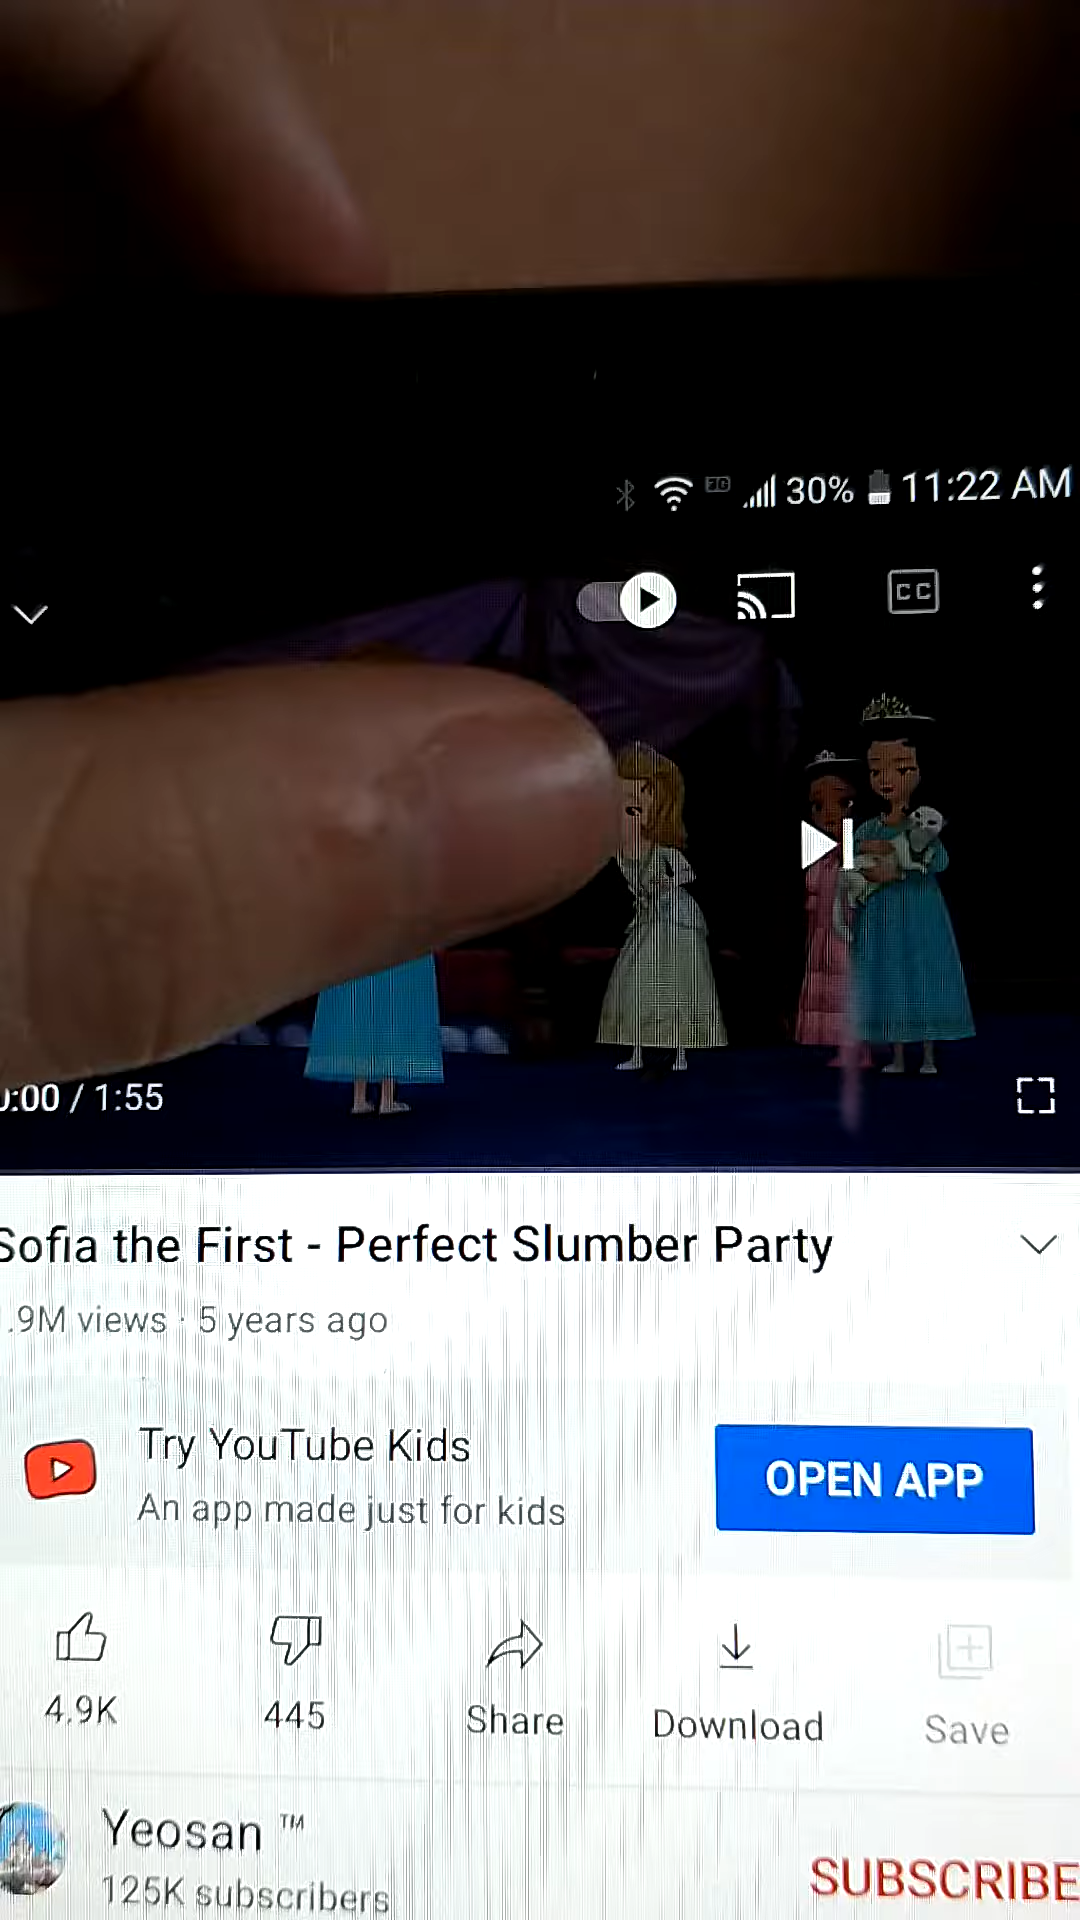 30% 11:22 AM
CC
:00 / 1:55
Sofia the First - Perfect Slumber Party
.9M views · 5 years ago
Try YouTube Kids
An app made just for kids
OPEN APP
4.9K
445
Share
Download
Save
Yeosan ™
125K subscribers
SUBSCRIBE